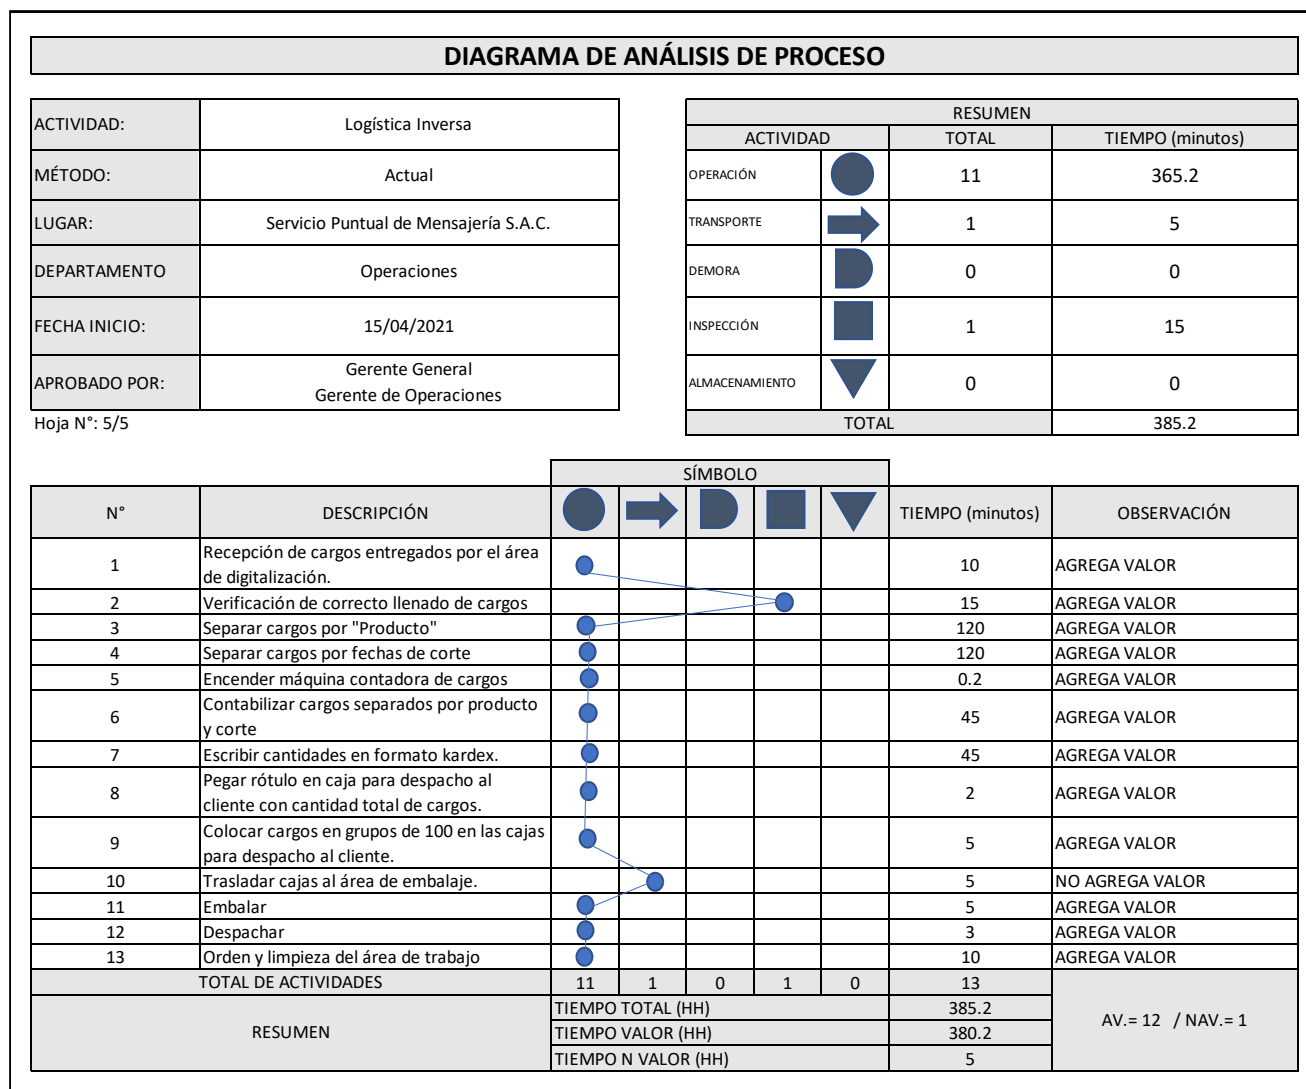 DIAGRAMA DE ANÁLISIS DE PROCESO
ACTIVIDAD: Logística Inversa
MÉTODO: Actual
LUGAR: Servicio Puntual de Mensajería S.A.C.
DEPARTAMENTO Operaciones
FECHA INICIO: 15/04/2021
APROBADO POR: Gerente General
Gerente de Operaciones
Hoja N°: 5/5
RESUMEN
ACTIVIDAD TOTAL TIEMPO (minutos)
OPERACIÓN 11 365.2
TRANSPORTE 1 5
DEMORA 0 0
INSPECCIÓN 1 15
ALMACENAMIENTO 0 0
TOTAL 385.2
SÍMBOLO
N° DESCRIPCIÓN TIEMPO (minutos) OBSERVACIÓN
1 Recepción de cargos entregados por el área
de digitalización. 10 AGREGA VALOR
2 Verificación de correcto llenado de cargos 15 AGREGA VALOR
3 Separar cargos por "Producto" 120 AGREGA VALOR
4 Separar cargos por fechas de corte 120 AGREGA VALOR
5 Encender máquina contadora de cargos 0.2 AGREGA VALOR
6 Contabilizar cargos separados por producto
y corte 45 AGREGA VALOR
7 Escribir cantidades en formato kardex. 45 AGREGA VALOR
8 Pegar rótulo en caja para despacho al
cliente con cantidad total de cargos. 2 AGREGA VALOR
9 Colocar cargos en grupos de 100 en las cajas
para despacho al cliente. 5 AGREGA VALOR
10 Trasladar cajas al área de embalaje. 5 NO AGREGA VALOR
11 Embalar 5 AGREGA VALOR
12 Despachar 3 AGREGA VALOR
13 Orden y limpieza del área de trabajo 10 AGREGA VALOR
TOTAL DE ACTIVIDADES 11 1 0 1 0 13
RESUMEN
TIEMPO TOTAL (HH) 385.2
TIEMPO VALOR (HH) 380.2
TIEMPO N VALOR (HH) 5
AV.= 12 / NAV.= 1